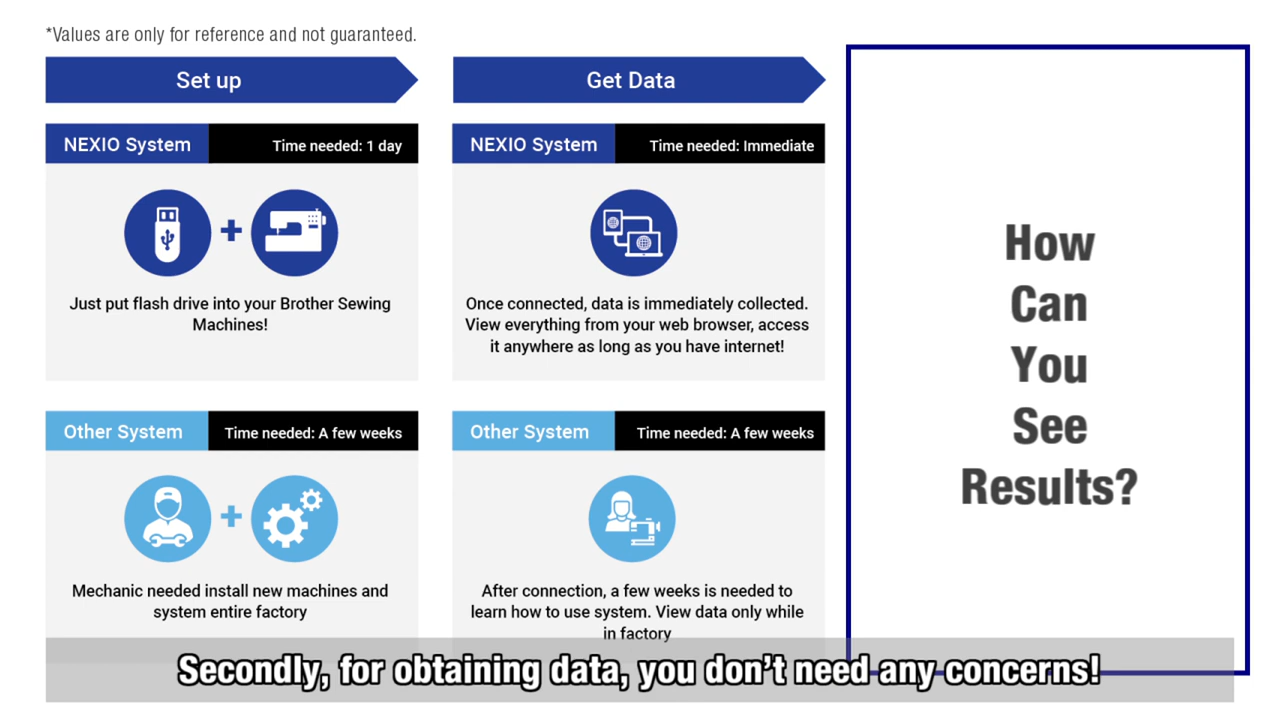 *Values are only for reference and not guaranteed.
Set up
NEXIO System
Time needed: 1 day
Just put flash drive into your Brother Sewing
Machines!
Other System
Time needed: A few weeks
Mechanic needed install new machines and
system entire factory
Get Data
NEXIO System
Time needed: Immediate
Once connected, data is immediately collected.
View everything from your web browser, access
it anywhere as long as you have internet!
Other System
Time needed: A few weeks
After connection, a few weeks is needed to
learn how to use system. View data only while
in factory
How
Can
You
See
Results?
Secondly, for obtaining data, you don't need any concerns!